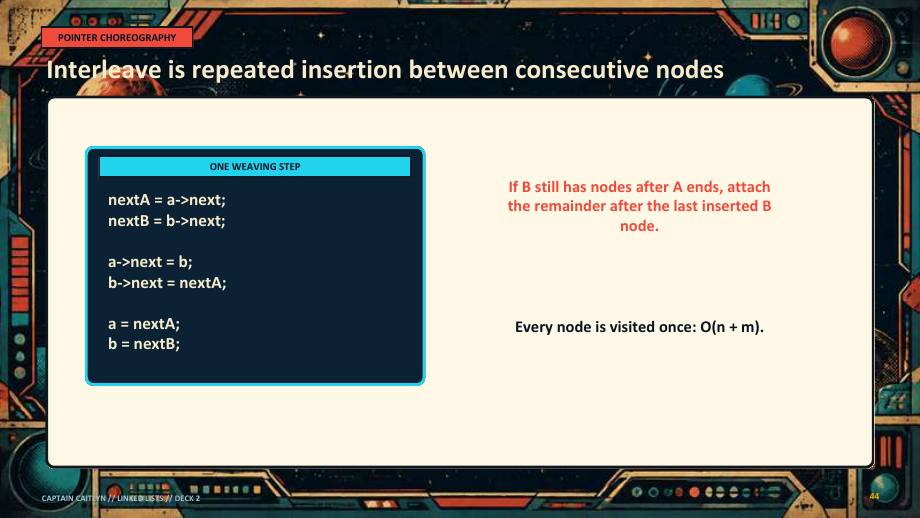 POINTER CHOREOGRAPHY
Interleave is repeated insertion between consecutive nodes
ONE WEAVING STEP
nextA = a->next;
nextB = b->next;
a->next = b;
b->next = nextA;
a = nextA;
b = nextB;
If B still has nodes after A ends, attach
the remainder after the last inserted B
node.
Every node is visited once: O(n + m).
CAPTAIN CAITLYN // LINKED LISTS // DECK 2
44